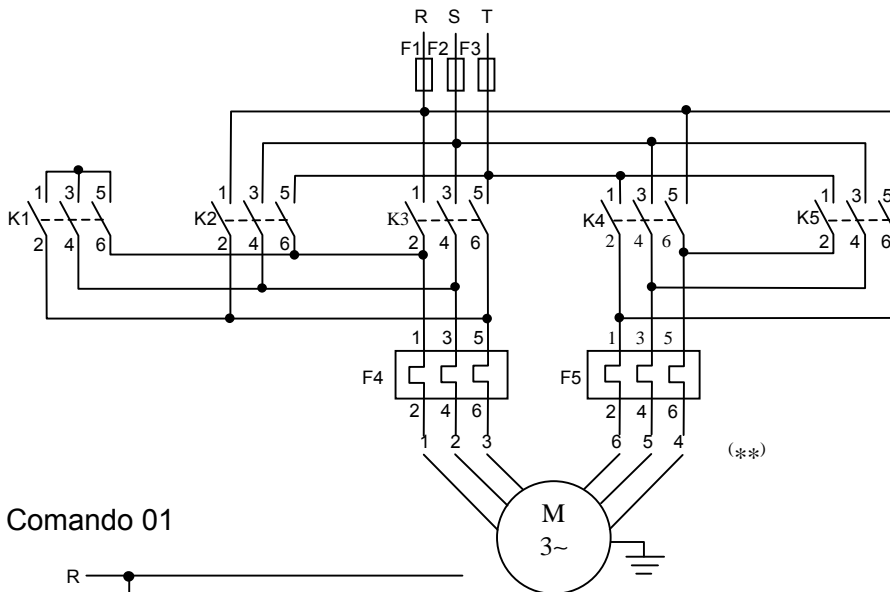 R S T
F1 F2 F3
1 3 5 1 3 5 1 3 5 1 3 5 1 3 5
K1 K2 K3 K4 K5
2 4 6 2 4 6 2 4 6 2 4 6 2 4 6
1 3 5 1 3 5
F4 F5
2 4 6 2 4 6
1 2 3 6 5 4 (**)
M
3~
Comando 01
R